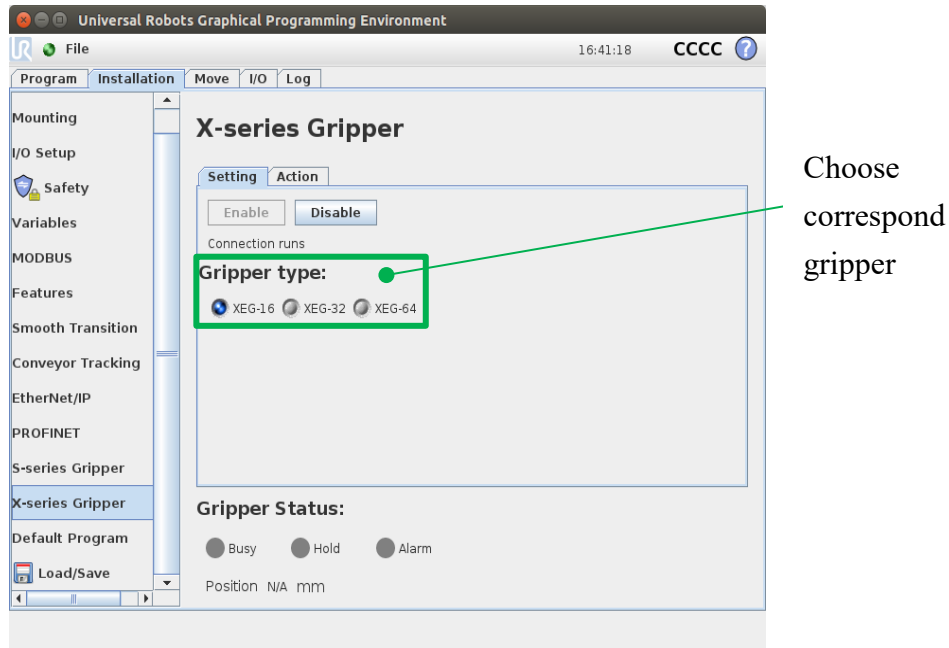 Universal Robots Graphical Programming Environment
UR File 16:41:18 CCCC ?
Program Installation Move I/O Log
Mounting
I/O Setup
Safety
Variables
MODBUS
Features
Smooth Transition
Conveyor Tracking
EtherNet/IP
PROFINET
S-series Gripper
X-series Gripper
Default Program
Load/Save
X-series Gripper
Setting Action
Enable Disable
Connection runs
Gripper type:
XEG-16 XEG-32 XEG-64
Gripper Status:
Busy Hold Alarm
Position N/A mm
Choose
correspond
gripper